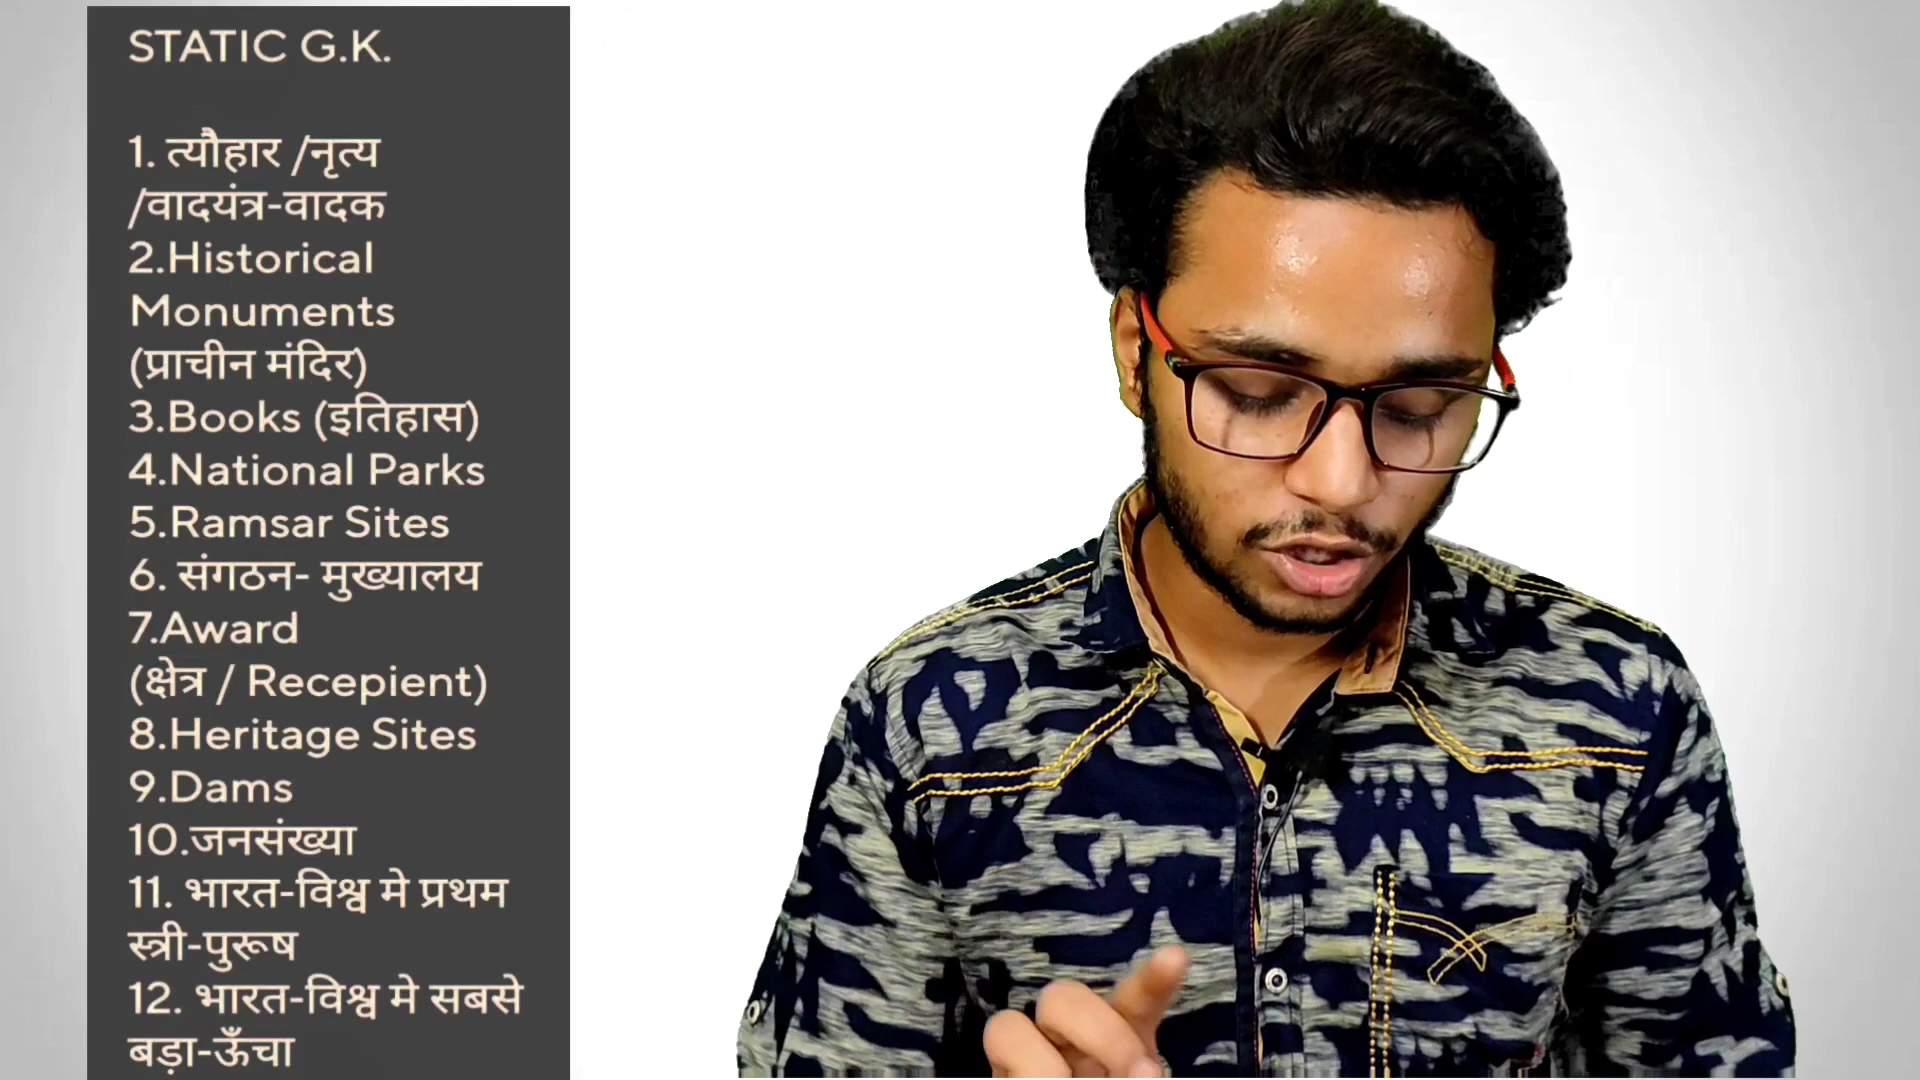 STATIC G.K.
1. त्यौहार /नृत्य
/वादयंत्र-वादक
2.Historical
Monuments
(प्राचीन मंदिर)
3.Books (इतिहास)
4.National Parks
5.Ramsar Sites
6. संगठन- मुख्यालय
7.Award
(क्षेत्र / Recepient)
8.Heritage Sites
9.Dams
10.जनसंख्या
11. भारत-विश्व मे प्रथम
स्त्री-पुरूष
12. भारत-विश्व मे सबसे
बड़ा-ऊँचा